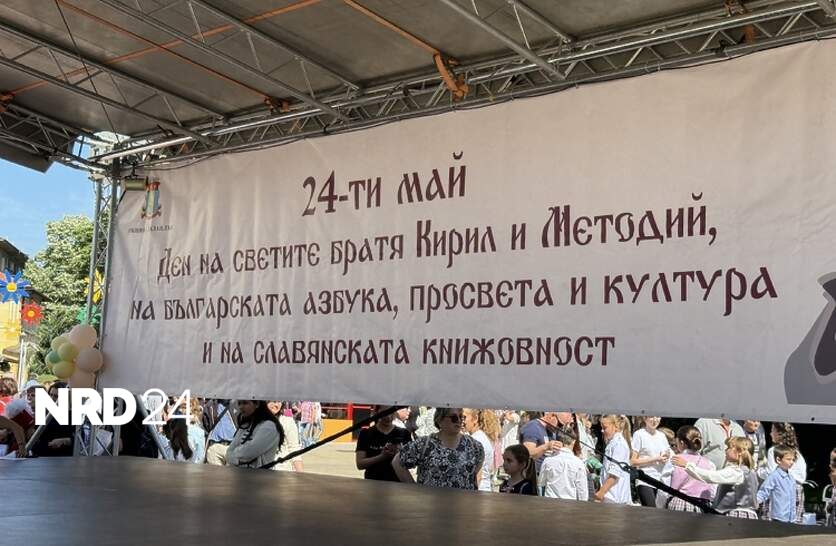 24-ти май
Ден на светите братя Кирил и Методий,
на българската азбука, просвета и култура
и на славянската книжовност
NRD24